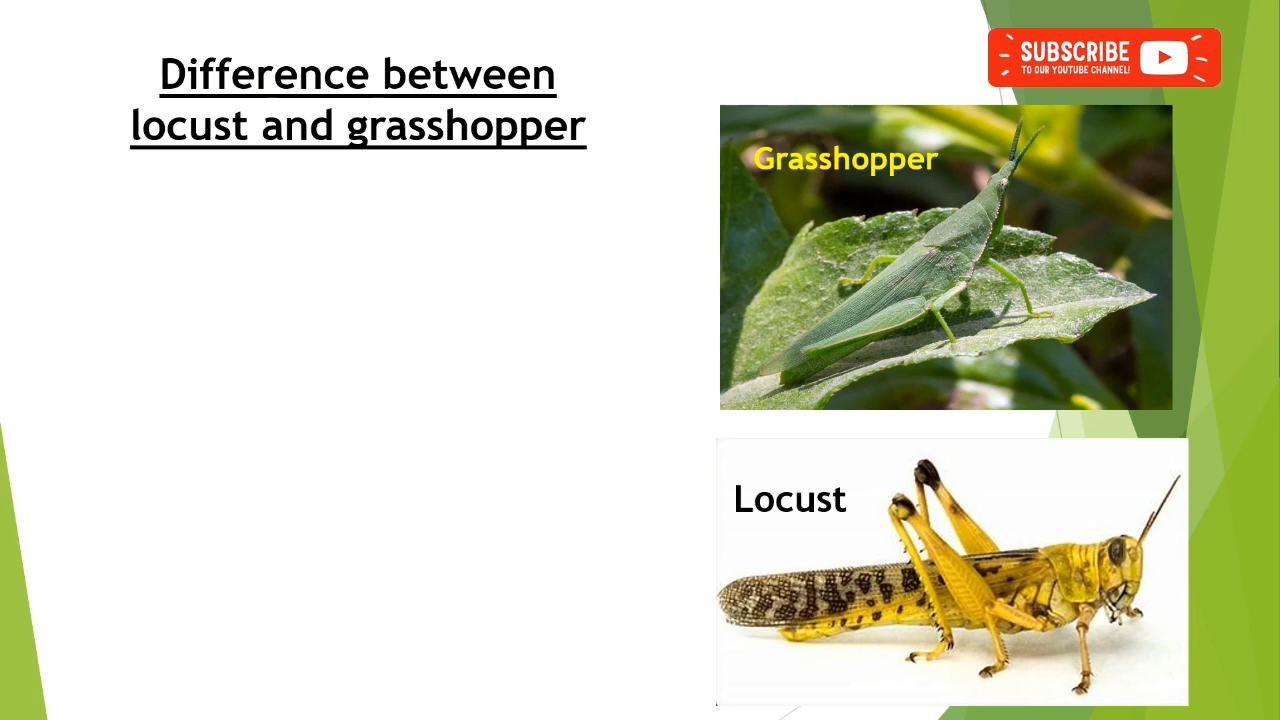 Difference between
locust and grasshopper
SUBSCRIBE
TO OUR YOUTUBE CHANNEL!
Grasshopper
Locust